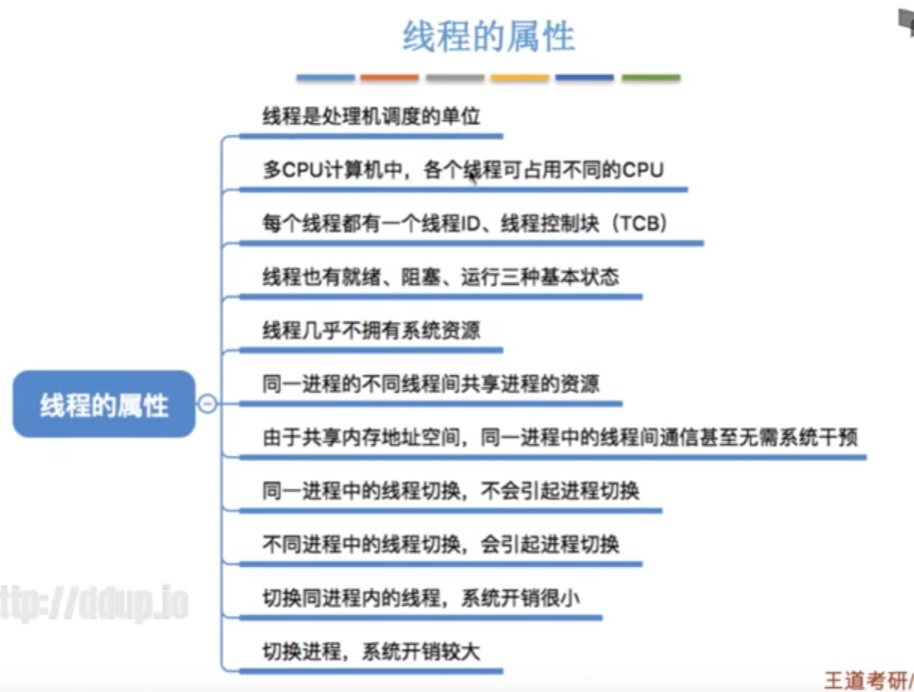 线程的属性
线程是处理机调度的单位
多CPU计算机中，各个线程可占用不同的CPU
每个线程都有一个线程ID、线程控制块（TCB）
线程也有就绪、阻塞、运行三种基本状态
线程几乎不拥有系统资源
同一进程的不同线程间共享进程的资源
线程的属性
由于共享内存地址空间，同一进程中的线程间通信甚至无需系统干预
同一进程中的线程切换，不会引起进程切换
不同进程中的线程切换，会引起进程切换
切换同进程内的线程，系统开销很小
ttp://ddup.io
切换进程，系统开销较大
王道考研/